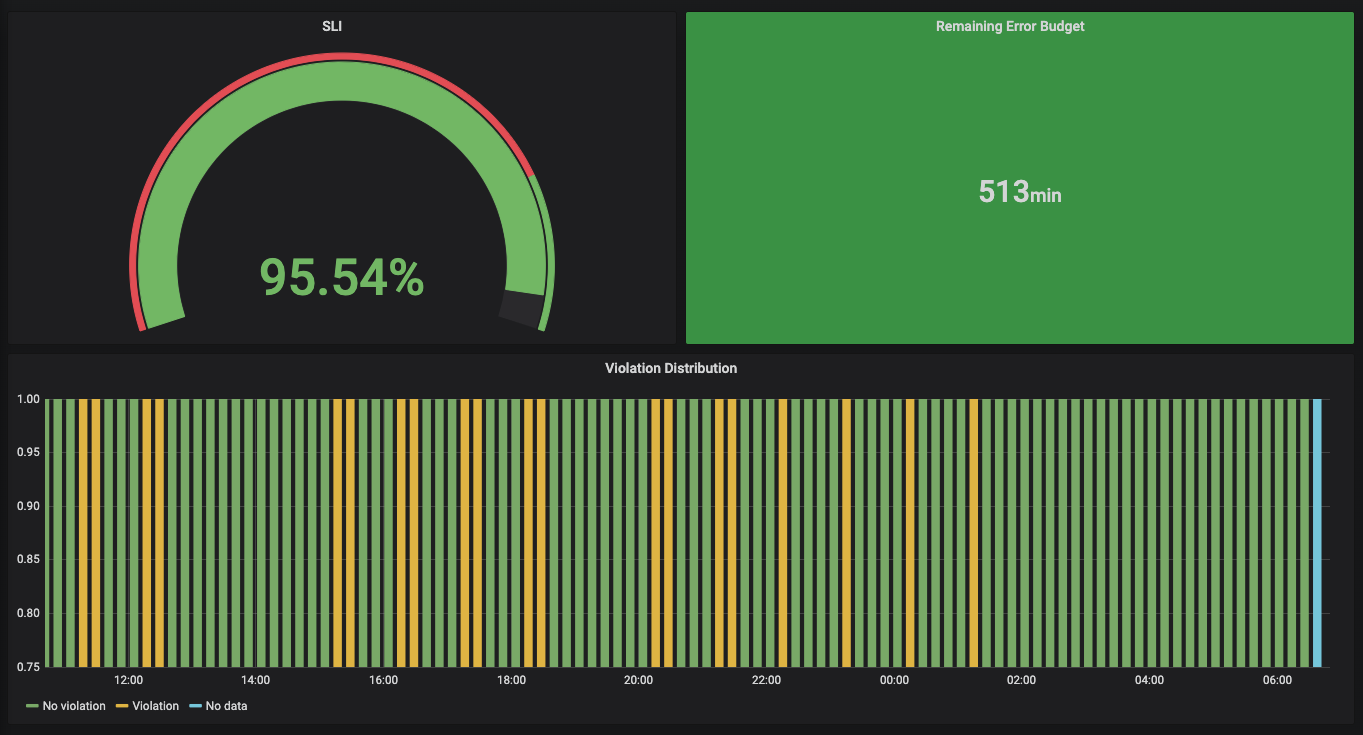 SLI
Remaining Error Budget
95.54%
513min
Violation Distribution
1.00
0.95
0.90
0.85
0.80
0.75
12:00 14:00 16:00 18:00 20:00 22:00 00:00 02:00 04:00 06:00
No violation Violation No data